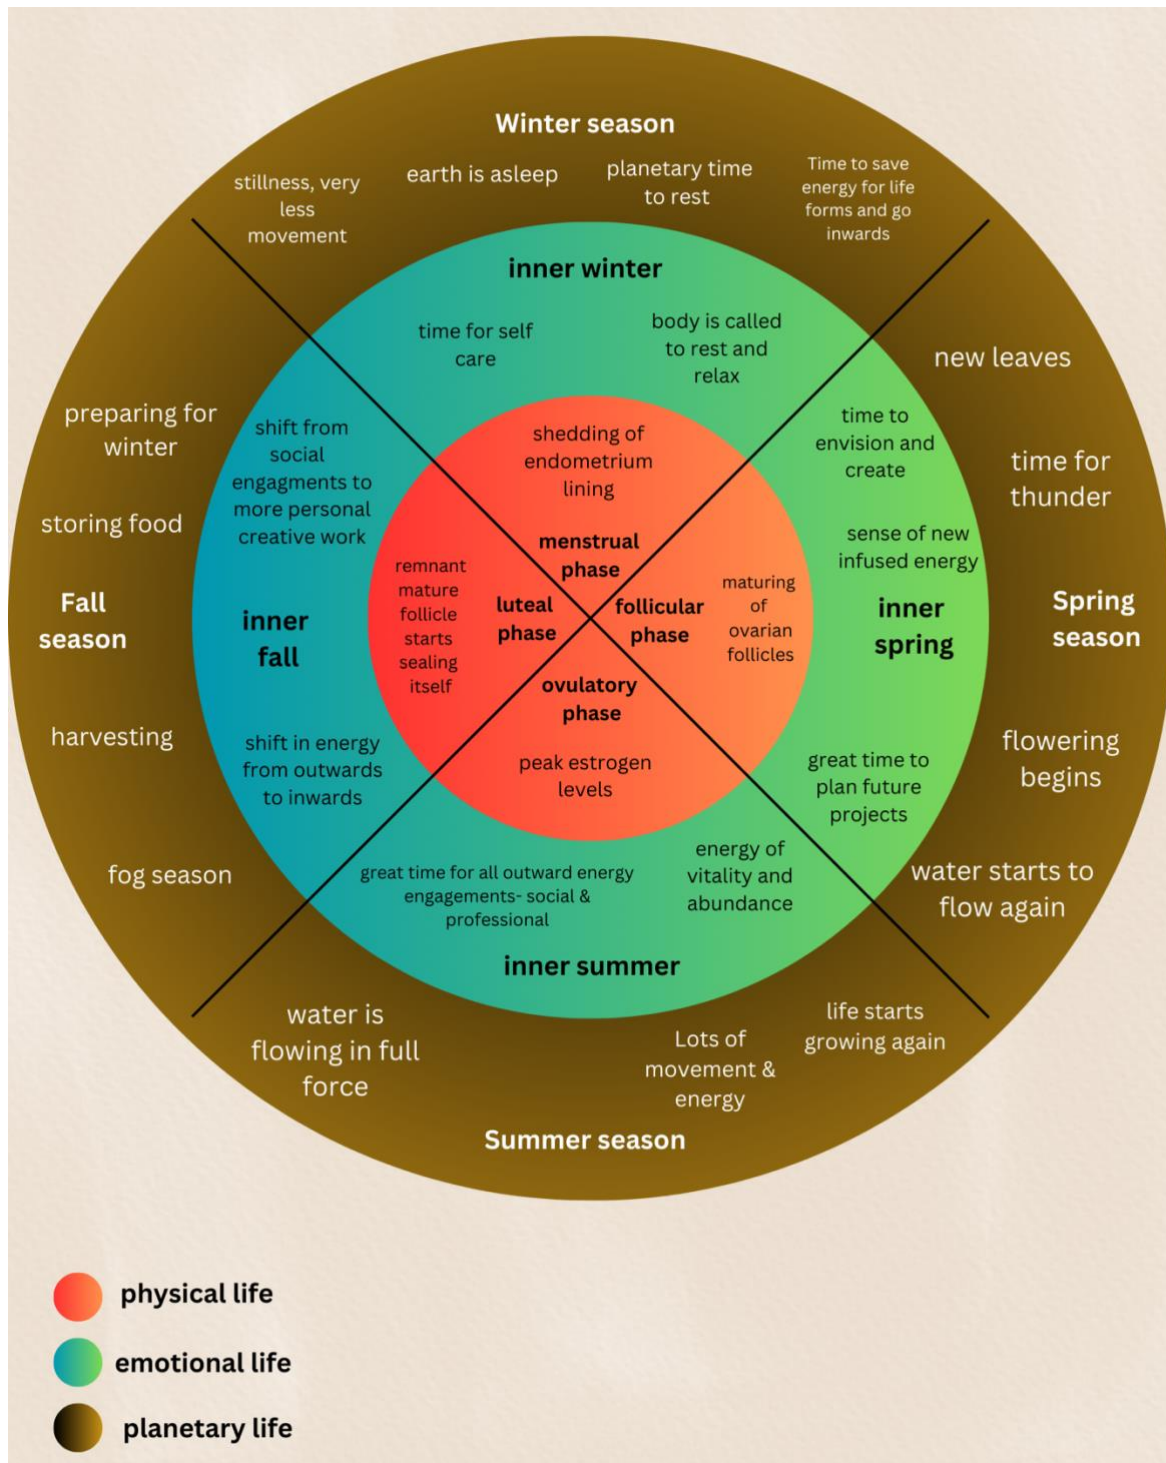 Winter season
stillness, very
less
movement
earth is asleep
planetary time
to rest
Time to save
energy for life
forms and go
inwards
inner winter
time for self
care
body is called
to rest and
relax
shedding of
endometrium
lining
menstrual
phase
new leaves
time for
thunder
Spring
season
flowering
begins
water starts to
flow again
time to
envision and
create
sense of new
infused energy
inner
spring
great time to
plan future
projects
follicular
phase
maturing
of
ovarian
follicles
ovulatory
phase
peak estrogen
levels
great time for all outward energy
engagements- social &
professional
energy of
vitality and
abundance
inner summer
water is
flowing in full
force
Lots of
movement &
energy
life starts
growing again
Summer season
preparing for
winter
storing food
Fall
season
harvesting
fog season
shift from
social
engagments to
more personal
creative work
inner
fall
shift in energy
from outwards
to inwards
remnant
mature
follicle
starts
sealing
itself
luteal
phase
physical life
emotional life
planetary life